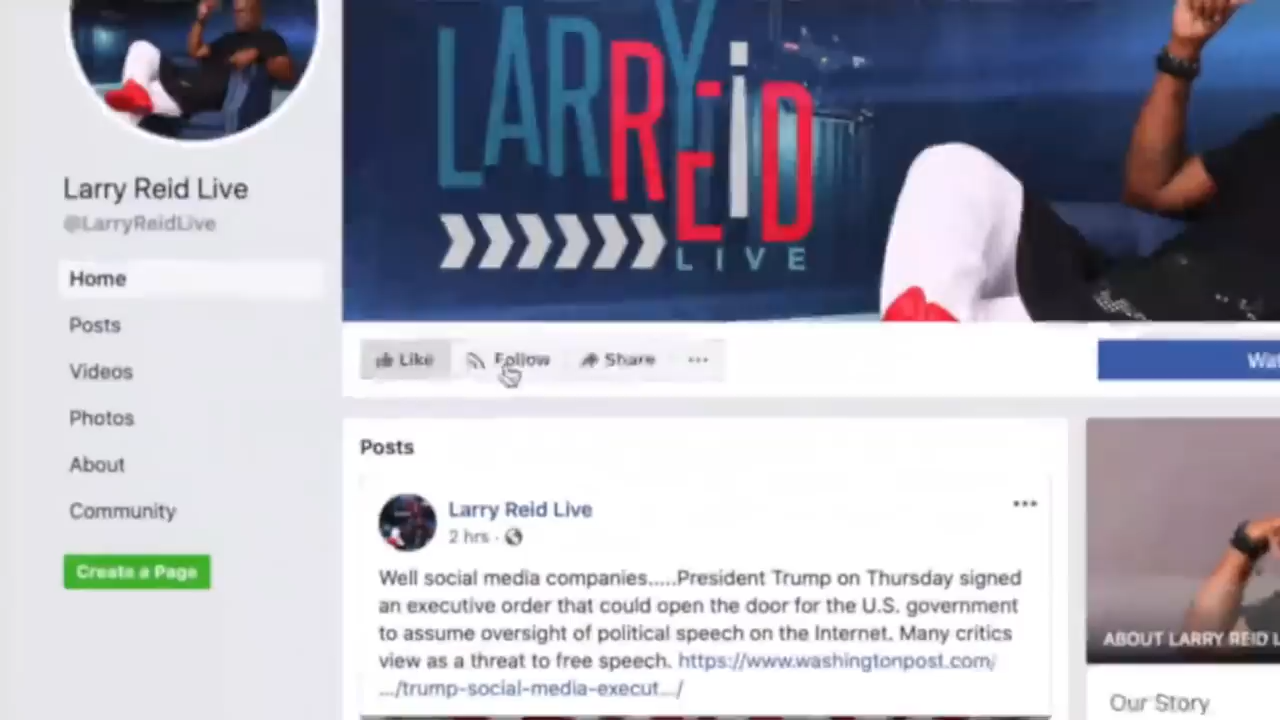 LARRY
REiD
LIVE
Larry Reid Live
@LarryReidLive
Home
Posts
Videos
Photos
About
Community
Create a Page
Like
Follow
Share
Posts
Larry Reid Live
2 hrs ·
Well social media companies.....President Trump on Thursday signed
an executive order that could open the door for the U.S. government
to assume oversight of political speech on the Internet. Many critics
view as a threat to free speech. https://www.washingtonpost.com/
.../trump-social-media-execut.../
ABOUT LARRY REID L
Our Story